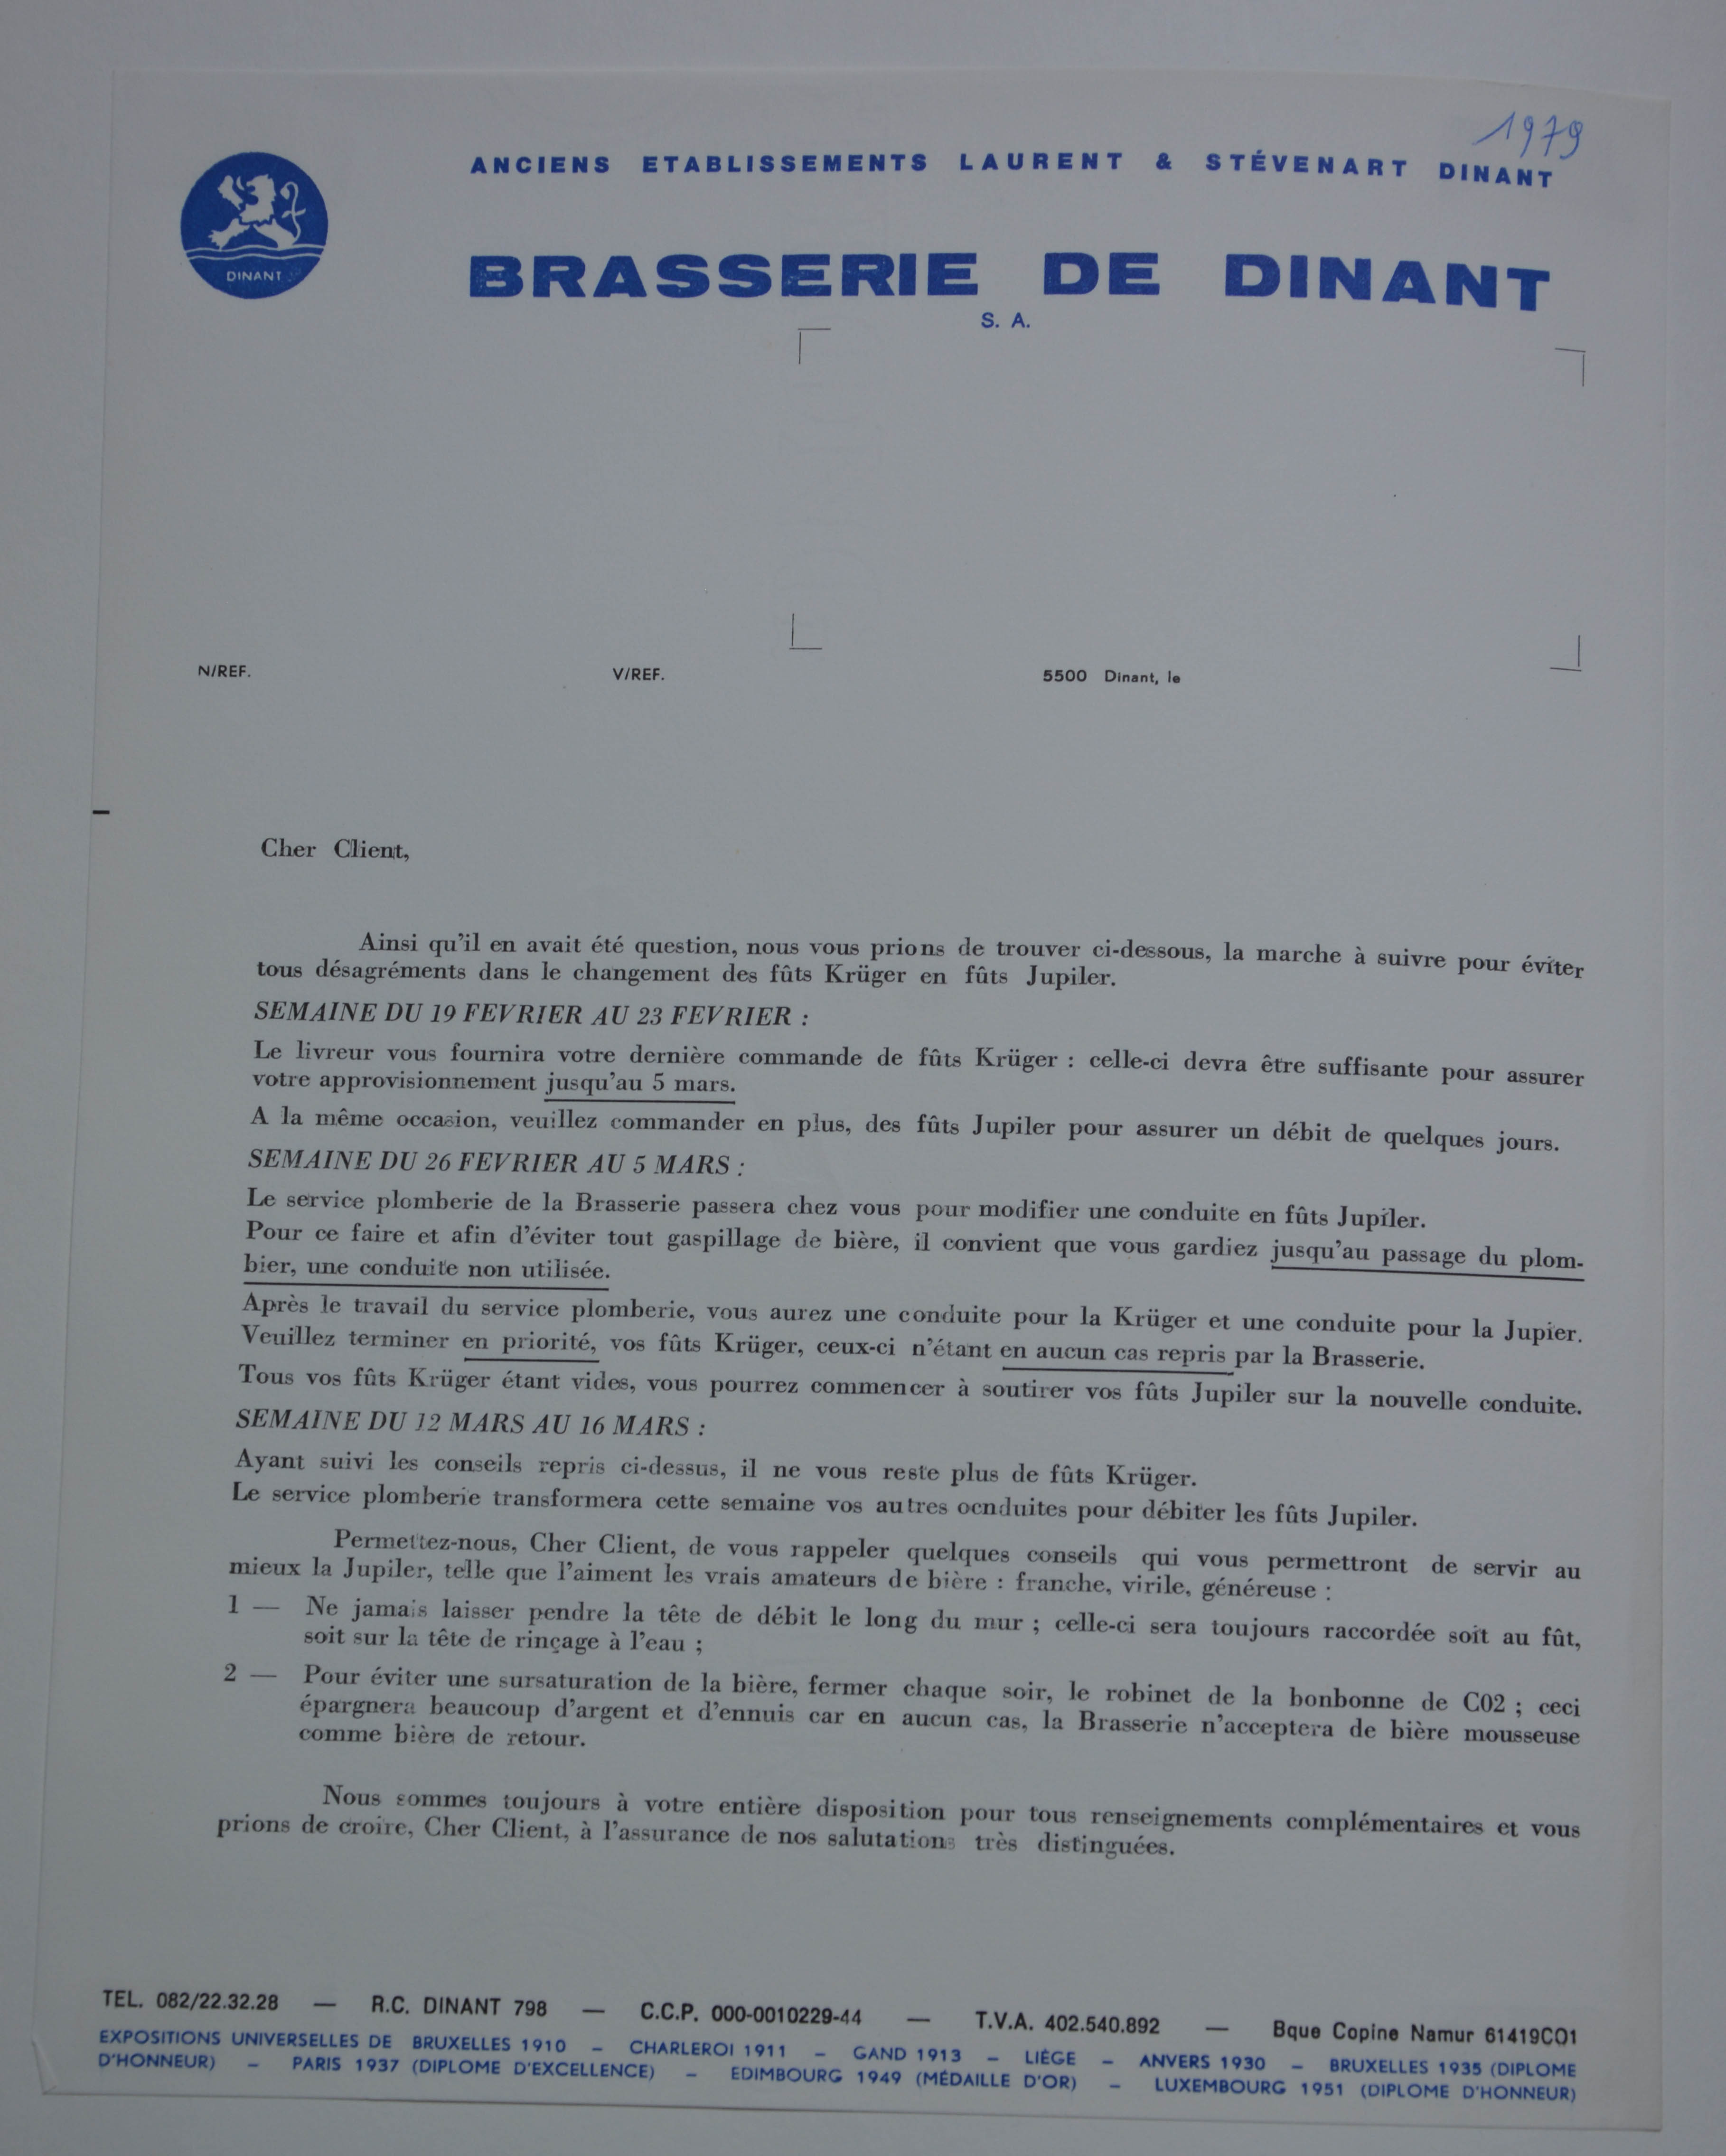 1979
ANCIENS ETABLISSEMENTS LAURENT & STÉVENART DINANT
DINANT
BRASSERIE DE DINANT
S. A.
N/REF. V/REF. 5500 Dinant, le
Cher Client,
Ainsi qu'il en avait été question, nous vous prions de trouver ci-dessous, la marche à suivre pour éviter
tous désagréments dans le changement des fûts Krüger en fûts Jupiler.
SEMAINE DU 19 FEVRIER AU 23 FEVRIER :
Le livreur vous fournira votre dernière commande de fûts Krüger : celle-ci devra être suffisante pour assurer
votre approvisionnement jusqu'au 5 mars.
A la même occasion, veuillez commander en plus, des fûts Jupiler pour assurer un débit de quelques jours.
SEMAINE DU 26 FEVRIER AU 5 MARS :
Le service plomberie de la Brasserie passera chez vous pour modifier une conduite en fûts Jupiler.
Pour ce faire et afin d'éviter tout gaspillage de bière, il convient que vous gardiez jusqu'au passage du plom-
bier, une conduite non utilisée.
Après le travail du service plomberie, vous aurez une conduite pour la Krüger et une conduite pour la Jupier.
Veuillez terminer en priorité, vos fûts Krüger, ceux-ci n'étant en aucun cas repris par la Brasserie.
Tous vos fûts Krüger étant vides, vous pourrez commencer à soutirer vos fûts Jupiler sur la nouvelle conduite.
SEMAINE DU 12 MARS AU 16 MARS :
Ayant suivi les conseils repris ci-dessus, il ne vous reste plus de fûts Krüger.
Le service plomberie transformera cette semaine vos autres ocnduites pour débiter les fûts Jupiler.
Permettez-nous, Cher Client, de vous rappeler quelques conseils qui vous permettront de servir au
mieux la Jupiler, telle que l'aiment les vrais amateurs de bière : franche, virile, généreuse :
1 — Ne jamais laisser pendre la tête de débit le long du mur ; celle-ci sera toujours raccordée soit au fût,
soit sur la tête de rinçage à l'eau ;
2 — Pour éviter une sursaturation de la bière, fermer chaque soir, le robinet de la bonbonne de C02 ; ceci
épargnera beaucoup d'argent et d'ennuis car en aucun cas, la Brasserie n'acceptera de bière mousseuse
comme bière de retour.
Nous sommes toujours à votre entière disposition pour tous renseignements complémentaires et vous
prions de croire, Cher Client, à l'assurance de nos salutations très distinguées.
TEL. 082/22.32.28 — R.C. DINANT 798 — C.C.P. 000-0010229-44 — T.V.A. 402.540.892 — Bque Copine Namur 61419CO1
EXPOSITIONS UNIVERSELLES DE BRUXELLES 1910 – CHARLEROI 1911 – GAND 1913 – LIÈGE – ANVERS 1930 – BRUXELLES 1935 (DIPLOME
D'HONNEUR) – PARIS 1937 (DIPLOME D'EXCELLENCE) – EDIMBOURG 1949 (MÉDAILLE D'OR) – LUXEMBOURG 1951 (DIPLOME D'HONNEUR)